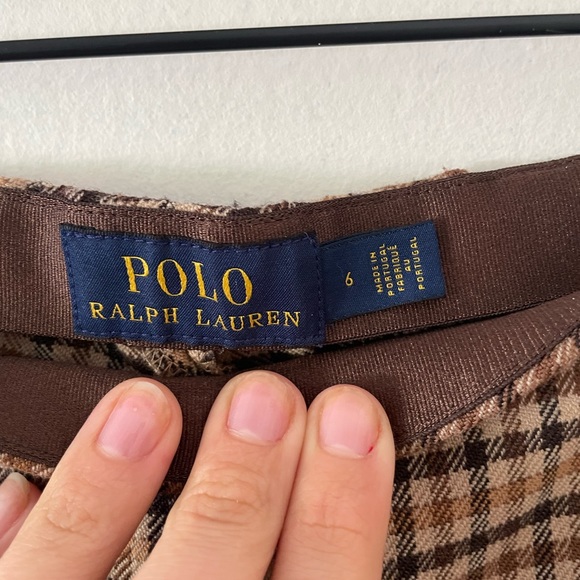 POLO
RALPH LAUREN
6
MADE IN
PORTUGAL
FABRIQUÉ
AU
PORTUGAL